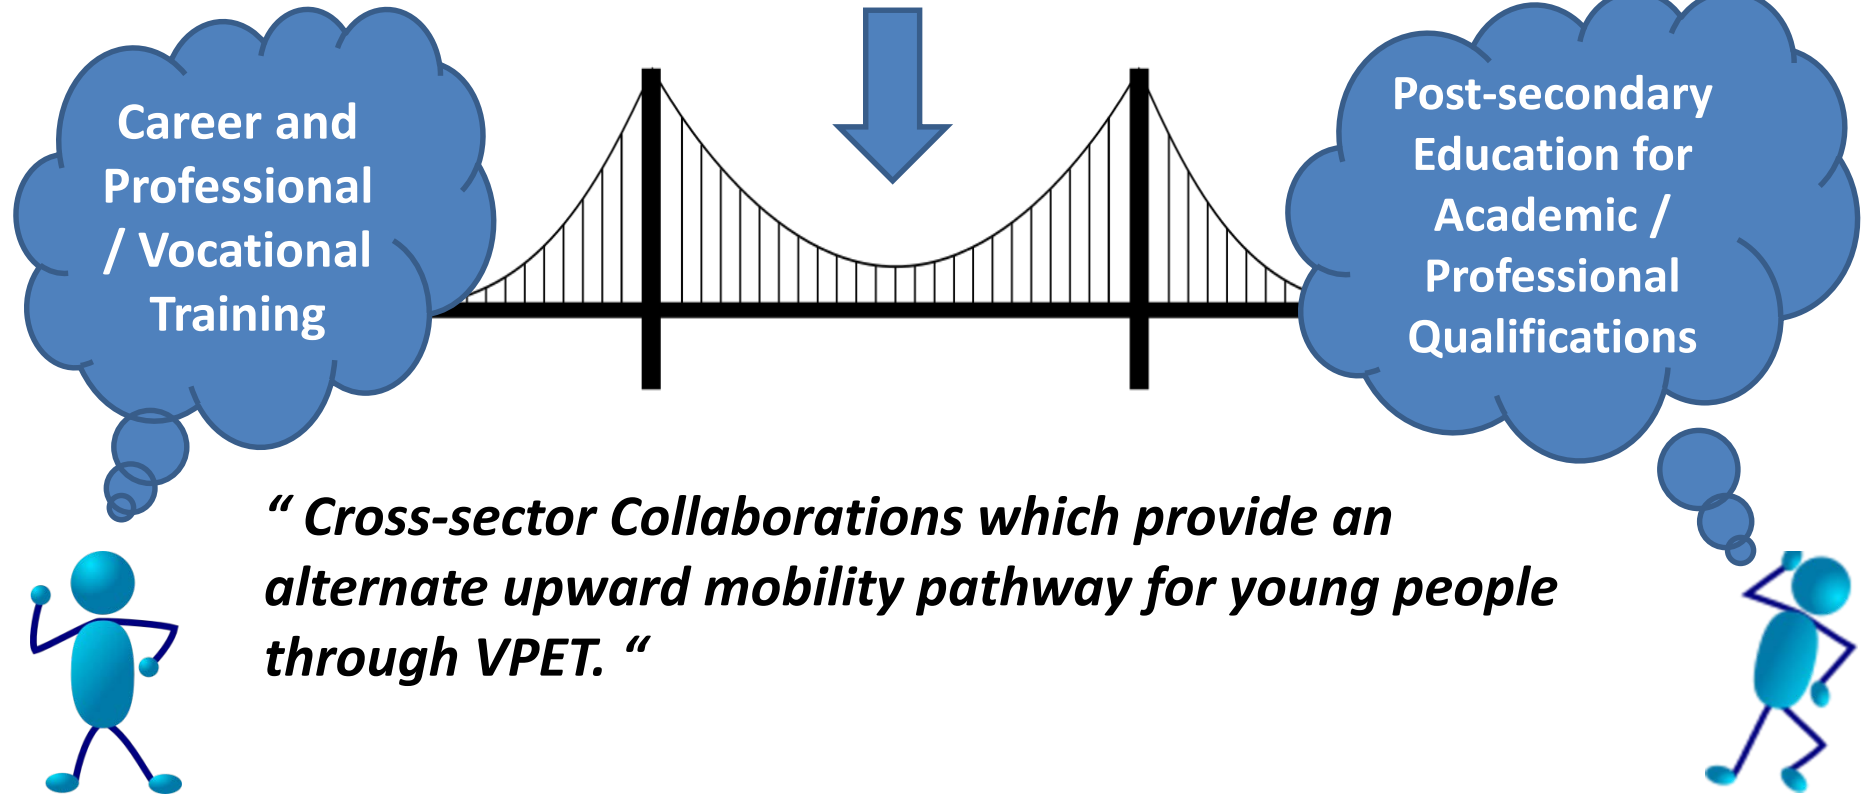 Career and
Professional
/ Vocational
Training
Post-secondary
Education for
Academic /
Professional
Qualifications
“ Cross-sector Collaborations which provide an
alternate upward mobility pathway for young people
through VPET. “